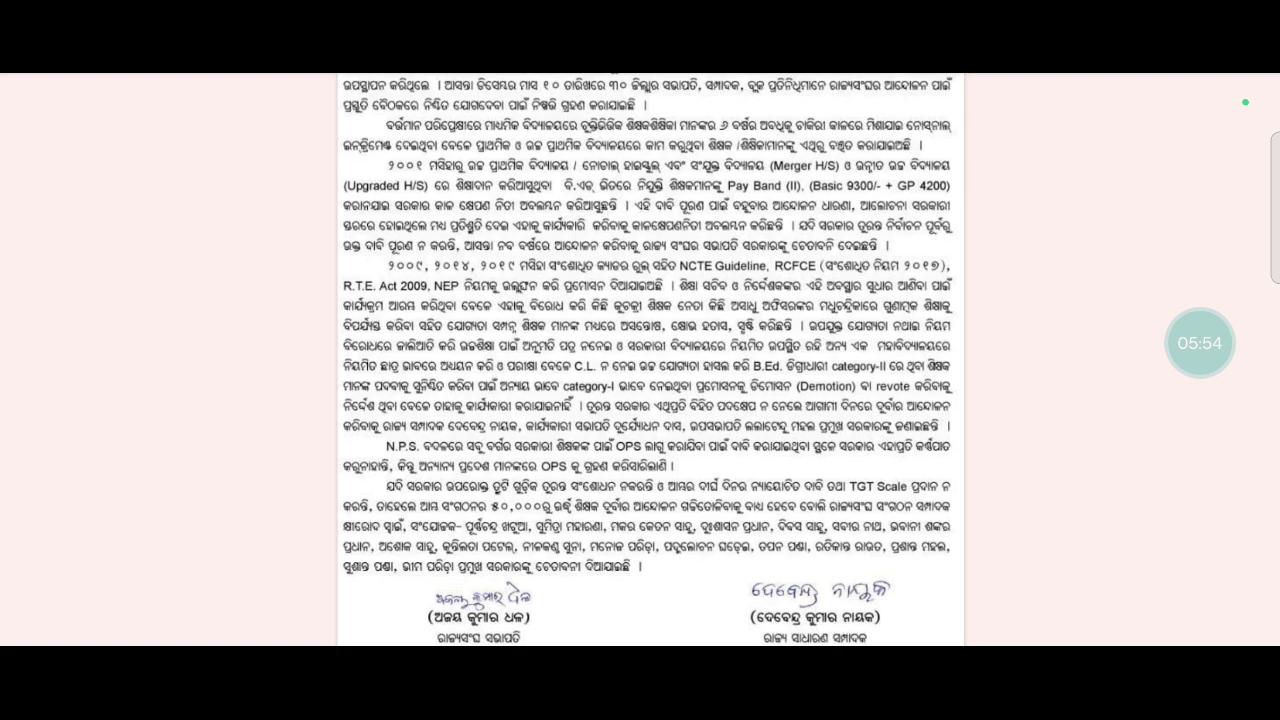 ଉପସ୍ଥାପନ କରିଥିଲେ । ଆସନ୍ତା ଡିସେମ୍ବର ମାସ ୧୦ ତାରିଖରେ ୩୦ ଜିଲ୍ଲାର ସଭାପତି, ସମ୍ପାଦକ, ବ୍ଲକ ପ୍ରତିନିଧିମାନେ ରାଜ୍ୟସଂଘର ଆନ୍ଦୋଳନ ପାଇଁ
ପ୍ରସ୍ତୁତି ବୈଠକରେ ନିଶ୍ଚିତ ଯୋଗଦେବା ପାଇଁ ନିଷ୍ପତ୍ତି ଗ୍ରହଣ କରାଯାଇଛି ।
ବର୍ତ୍ତମାନ ପରିପ୍ରେକ୍ଷୀରେ ମାଧ୍ୟମିକ ବିଦ୍ୟାଳୟରେ ଚୁକ୍ତିଭିତ୍ତିକ ଶିକ୍ଷକଶିକ୍ଷିକା ମାନଙ୍କର ୬ ବର୍ଷର ଅବଧିକୁ ଚାକିରୀ କାଳରେ ମିଶାଯାଇ ନୋସ୍‌ନାଲ୍
ଇନ୍‌କ୍ରିମେଣ୍ଟ ଦେଇଥିବା ବେଳେ ପ୍ରାଥମିକ ଓ ଉଚ୍ଚ ପ୍ରାଥମିକ ବିଦ୍ୟାଳୟରେ କାମ କରୁଥିବା ଶିକ୍ଷକ /ଶିକ୍ଷିକାମାନଙ୍କୁ ଏଥିରୁ ବଞ୍ଚିତ କରାଯାଇଅଛି ।
୨୦୦୧ ମସିହାରୁ ଉଚ୍ଚ ପ୍ରାଥମିକ ବିଦ୍ୟାଳୟ / ନୋଡାଲ୍ ହାଇସ୍କୁଲ୍ ଏବଂ ସଂଯୁକ୍ତ ବିଦ୍ୟାଳୟ (Merger H/S) ଓ ଉନ୍ନୀତ ଉଚ୍ଚ ବିଦ୍ୟାଳୟ
(Upgraded H/S) ରେ ଶିକ୍ଷାଦାନ କରିଆସୁଥିବା ବି.ଏଡ୍ ଭିତରେ ନିଯୁକ୍ତି ଶିକ୍ଷକମାନଙ୍କୁ Pay Band (II), (Basic 9300/- + GP 4200)
କରାନଯାଇ ସରକାର କାଳ କ୍ଷେପଣ ନିତୀ ଅବଲମ୍ବନ କରିଆସୁଛନ୍ତି । ଏହି ଦାବି ପୂରଣ ପାଇଁ ବହୁବାର ଆନ୍ଦୋଳନ ଧାରଣା, ଆଲୋଚନା ସରକାରୀ
ସ୍ତରରେ ହୋଇଥିଲେ ମଧ୍ୟ ପ୍ରତିଶ୍ରୁତି ଦେଇ ଏହାକୁ କାର୍ଯ୍ୟକାରି କରିବାକୁ କାଳକ୍ଷେପଣନିତୀ ଅବଲମ୍ବନ କରିଛନ୍ତି । ଯଦି ସରକାର ତୁରନ୍ତ ନିର୍ବାଚନ ପୂର୍ବରୁ
ଉକ୍ତ ଦାବି ପୂରଣ ନ କରନ୍ତି, ଆସନ୍ତା ନବ ବର୍ଷରେ ଆନ୍ଦୋଳନ କରିବାକୁ ରାଜ୍ୟ ସଂଘର ସଭାପତି ସରକାରଙ୍କୁ ଚେତାବନି ଦେଇଛନ୍ତି ।
୨୦୦୯, ୨୦୧୪, ୨୦୧୯ ମସିହା ସଂଶୋଧିତ କ୍ୟାଡର ରୁଲ୍ ସହିତ NCTE Guideline, RCFCE (ସଂଶୋଧିତ ନିୟମ ୨୦୧୭),
R.T.E. Act 2009, NEP ନିୟମକୁ ଉଲ୍ଲଙ୍ଘନ କରି ପ୍ରମୋସନ ଦିଆଯାଇଅଛି । ଶିକ୍ଷା ସଚିବ ଓ ନିର୍ଦ୍ଦେଶକଙ୍କର ଏହି ଅବସ୍ଥାର ସୁଧାର ଆଣିବା ପାଇଁ
କାର୍ଯ୍ୟକ୍ରମ ଆରମ୍ଭ କରିଥିବା ବେଳେ ଏହାକୁ ବିରୋଧ କରି କିଛି କୁଚକ୍ରୀ ଶିକ୍ଷକ ନେତା କିଛି ଅସାଧୁ ଅଫିସରଙ୍କର ମଧୁଚନ୍ଦ୍ରିକାରେ ଗୁଣାତ୍ମକ ଶିକ୍ଷାକୁ
ବିପର୍ଯ୍ୟସ୍ତ କରିବା ସହିତ ଯୋଗ୍ୟତା ସମ୍ପନ୍ନ ଶିକ୍ଷକ ମାନଙ୍କ ମଧ୍ୟରେ ଅସନ୍ତୋଷ, କ୍ଷୋଭ ହତାସ, ସୃଷ୍ଟି କରିଛନ୍ତି । ଉପଯୁକ୍ତ ଯୋଗ୍ୟତା ନଥାଇ ନିୟମ
ବିରୋଧରେ ଜାଲିଆତି କରି ଉଚ୍ଚଶିକ୍ଷା ପାଇଁ ଅନୁମତି ପତ୍ର ନନେଇ ଓ ସରକାରୀ ବିଦ୍ୟାଳୟରେ ନିୟମିତ ଉପସ୍ଥିତ ରହି ଅନ୍ୟ ଏକ ମହାବିଦ୍ୟାଳୟରେ
ନିୟମିତ ଛାତ୍ର ଭାବରେ ଅଧ୍ୟୟନ କରି ଓ ପରୀକ୍ଷା ବେଳେ C.L. ନ ନେଇ ଉଚ୍ଚ ଯୋଗ୍ୟତା ହାସଲ କରି B.Ed. ଡିଗ୍ରୀଧାରୀ category-II ରେ ଥିବା ଶିକ୍ଷକ
ମାନଙ୍କ ପଦବୀକୁ ସୁନିଶ୍ଚିତ କରିବା ପାଇଁ ଅନ୍ୟାୟ ଭାବେ category-I ଭାବେ ନେଇଥିବା ପ୍ରମୋସନକୁ ଡିମୋସନ (Demotion) ବା revote କରିବାକୁ
ନିର୍ଦ୍ଦେଶ ଥିବା ବେଳେ ତାହାକୁ କାର୍ଯ୍ୟକାରୀ କରାଯାଇନାହିଁ । ତୁରନ୍ତ ସରକାର ଏଥିପ୍ରତି ବିହିତ ପଦକ୍ଷେପ ନ ନେଲେ ଆଗାମୀ ଦିନରେ ଦୁର୍ବାର ଆନ୍ଦୋଳନ
କରିବାକୁ ରାଜ୍ୟ ସମ୍ପାଦକ ଦେବେନ୍ଦ୍ର ନାୟକ, କାର୍ଯ୍ୟକାରୀ ସଭାପତି ଦୁର୍ଯ୍ୟୋଧନ ଦାସ, ଉପସଭାପତି ଲଲାଟେନ୍ଦୁ ମହଲ ପ୍ରମୁଖ ସରକାରଙ୍କୁ ଜଣାଇଛନ୍ତି ।
N.P.S. ବଦଳରେ ସବୁ ବର୍ଗର ସରକାରୀ ଶିକ୍ଷକଙ୍କ ପାଇଁ OPS ଲାଗୁ କରାଯିବା ପାଇଁ ଦାବି କରାଯାଇଥିବା ସ୍ଥଳେ ସରକାର ଏହାପ୍ରତି କର୍ଣ୍ଣପାତ
କରୁନାହାନ୍ତି, କିନ୍ତୁ ଅନ୍ୟାନ୍ୟ ପ୍ରଦେଶ ମାନଙ୍କରେ OPS କୁ ଗ୍ରହଣ କରିସାରିଲାଣି ।
ଯଦି ସରକାର ଉପରୋକ୍ତ ତ୍ରୁଟି ଗୁଡ଼ିକ ତୁରନ୍ତ ସଂଶୋଧନ ନକରନ୍ତି ଓ ଆମ୍ଭର ଦୀର୍ଘ ଦିନର ନ୍ୟାୟୋଚିତ ଦାବି ତଥା TGT Scale ପ୍ରଦାନ ନ
କରନ୍ତି, ତାହେଲେ ଆମ୍ଭ ସଂଗଠନର ୫୦,୦୦୦ରୁ ଊର୍ଦ୍ଧ୍ୱ ଶିକ୍ଷକ ଦୁର୍ବାର ଆନ୍ଦୋଳନ ଗଢିତୋଳିବାକୁ ବାଧ୍ୟ ହେବେ ବୋଲି ରାଜ୍ୟସଂଘ ସଂଗଠନ ସମ୍ପାଦକ
କ୍ଷୀରୋଦ ସ୍ୱାଇଁ, ସଂଯୋଜକ– ପୂର୍ଣ୍ଣଚନ୍ଦ୍ର ଖଟୁଆ, ସୁମିତ୍ରା ମହାରଣା, ମକର କେତନ ସାହୁ, ଦୁଃଶାସନ ପ୍ରଧାନ, ଦିବସ ସାହୁ, ସବୀର ନାଥ, ଭବାନୀ ଶଙ୍କର
ପ୍ରଧାନ, ଅଶୋକ ସାହୁ, କୁନ୍ତିଲତା ପଟେଲ୍, ନୀଳକଣ୍ଠ ସୁନା, ମନୋଜ ପରିଡ଼ା, ପଦ୍ମଲୋଚନ ଘଡ଼େଇ, ତପନ ପଣ୍ଡା, ରତିକାନ୍ତ ରାଉତ, ପ୍ରଶାନ୍ତ ମହଲ,
ସୁଶାନ୍ତ ପଣ୍ଡା, ଭୀମ ପରିଡ଼ା ପ୍ରମୁଖ ସରକାରଙ୍କୁ ଚେତାବନୀ ଦିଆଯାଇଛି ।
ଅଜୟ କୁମାର ଧଳ ଦେବେନ୍ଦ୍ର ନାୟକ
(ଅଜୟ କୁମାର ଧଳ) (ଦେବେନ୍ଦ୍ର କୁମାର ନାୟକ)
ରାଜ୍ୟସଂଘ ସଭାପତି ରାଜ୍ୟ ସାଧାରଣ ସମ୍ପାଦକ
05:54